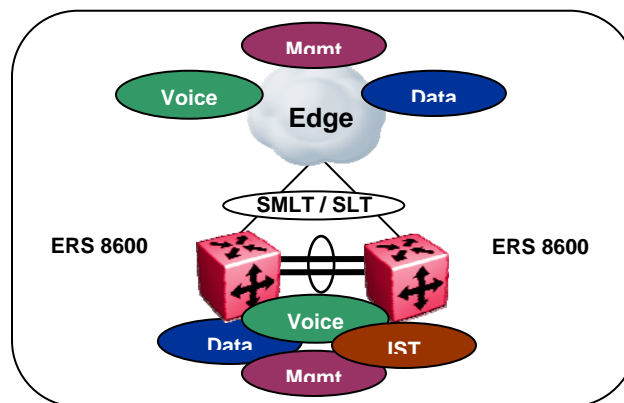 Mgmt
Voice
Data
Edge
SMLT / SLT
ERS 8600
ERS 8600
Voice
Data
IST
Mgmt